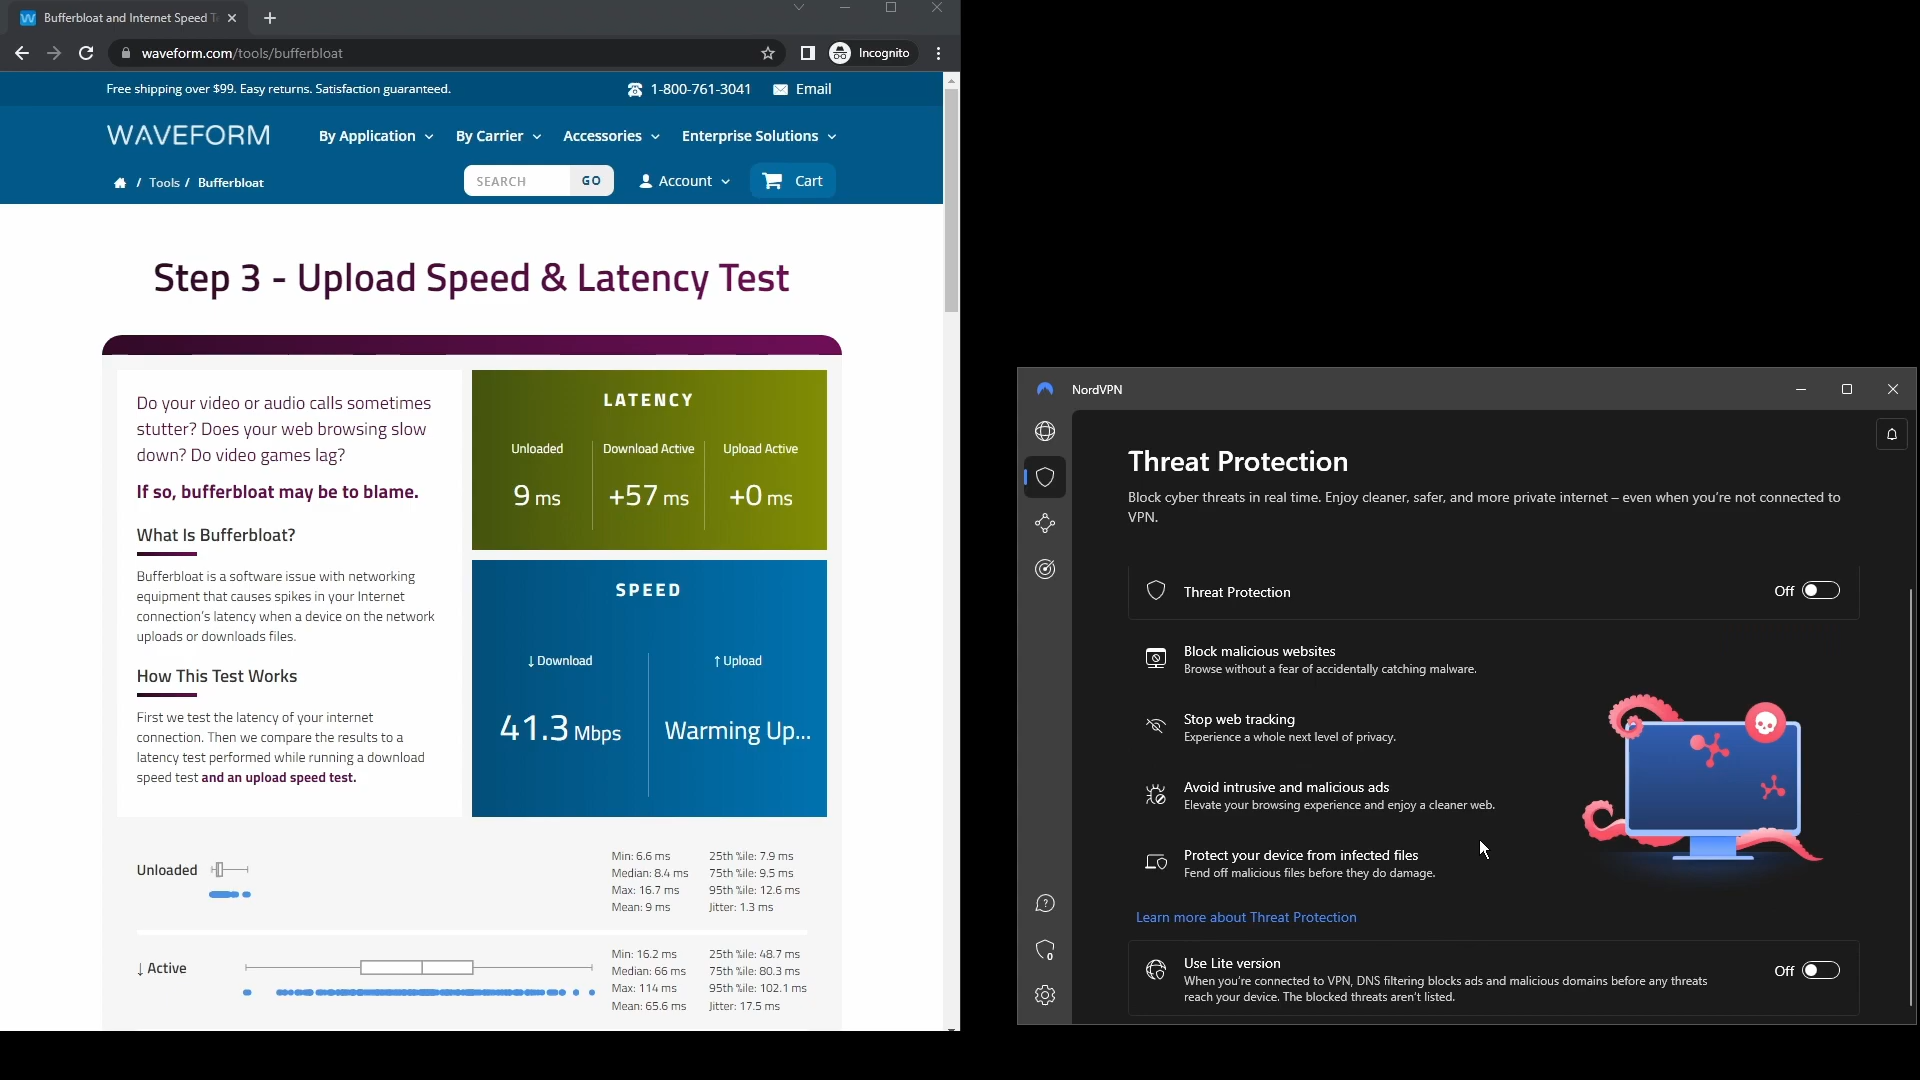 Bufferbloat and Internet Speed T
waveform.com/tools/bufferbloat
Incognito
Free shipping over $99. Easy returns. Satisfaction guaranteed.
1-800-761-3041
Email
WAVEFORM
By Application
By Carrier
Accessories
Enterprise Solutions
/ Tools / Bufferbloat
SEARCH
GO
Account
Cart
Step 3 - Upload Speed & Latency Test
Do your video or audio calls sometimes
stutter? Does your web browsing slow
down? Do video games lag?
If so, bufferbloat may be to blame.
What Is Bufferbloat?
Bufferbloat is a software issue with networking
equipment that causes spikes in your Internet
connection's latency when a device on the network
uploads or downloads files.
How This Test Works
First we test the latency of your internet
connection. Then we compare the results to a
latency test performed while running a download
speed test and an upload speed test.
LATENCY
Unloaded
Download Active
Upload Active
9 ms
+57 ms
+0 ms
SPEED
↓ Download
↑ Upload
41.3 Mbps
Warming Up...
Unloaded
Min: 6.6 ms
Median: 8.4 ms
Max: 16.7 ms
Mean: 9 ms
25th %ile: 7.9 ms
75th %ile: 9.5 ms
95th %ile: 12.6 ms
Jitter: 1.3 ms
↓ Active
Min: 16.2 ms
Median: 66 ms
Max: 114 ms
Mean: 65.6 ms
25th %ile: 48.7 ms
75th %ile: 80.3 ms
95th %ile: 102.1 ms
Jitter: 17.5 ms
NordVPN
Threat Protection
Block cyber threats in real time. Enjoy cleaner, safer, and more private internet – even when you're not connected to
VPN.
Threat Protection
Off
Block malicious websites
Browse without a fear of accidentally catching malware.
Stop web tracking
Experience a whole next level of privacy.
Avoid intrusive and malicious ads
Elevate your browsing experience and enjoy a cleaner web.
Protect your device from infected files
Fend off malicious files before they do damage.
Learn more about Threat Protection
Use Lite version
When you're connected to VPN, DNS filtering blocks ads and malicious domains before any threats
reach your device. The blocked threats aren't listed.
Off